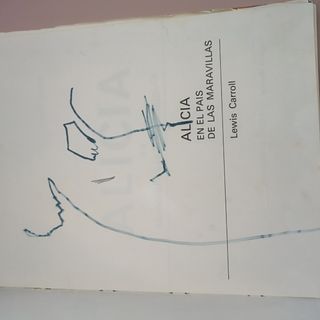 ALICIA
EN EL PAIS
DE LAS MARAVILLAS
Lewis Carroll